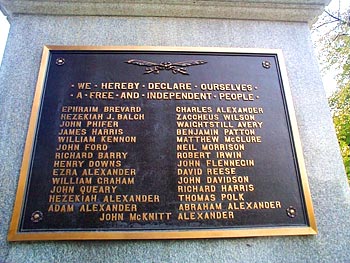 ·WE·HEREBY·DECLARE·OURSELVES·
·A·FREE·AND·INDEPENDENT·PEOPLE·
EPHRAIM BREVARD CHARLES ALEXANDER
HEZEKIAH J. BALCH ZACCHEUS WILSON
JOHN PHIFER WAICHTSTILL AVERY
JAMES HARRIS BENJAMIN PATTON
WILLIAM KENNON MATTHEW McCLURE
JOHN FORD NEIL MORRISON
RICHARD BARRY ROBERT IRWIN
HENRY DOWNS JOHN FLENNEGIN
EZRA ALEXANDER DAVID REESE
WILLIAM GRAHAM JOHN DAVIDSON
JOHN QUEARY RICHARD HARRIS
HEZEKIAH ALEXANDER THOMAS POLK
ADAM ALEXANDER ABRAHAM ALEXANDER
JOHN McKNITT ALEXANDER